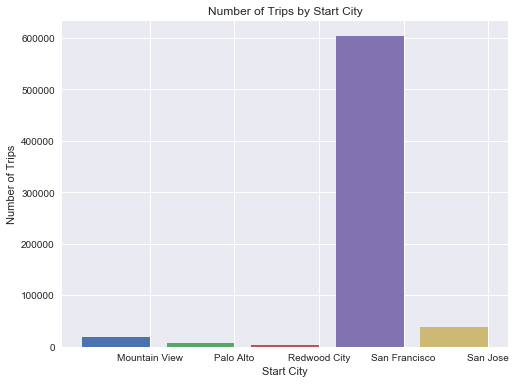 Number of Trips by Start City
Number of Trips
600000
500000
400000
300000
200000
100000
0
Mountain View Palo Alto Redwood City San Francisco San Jose
Start City